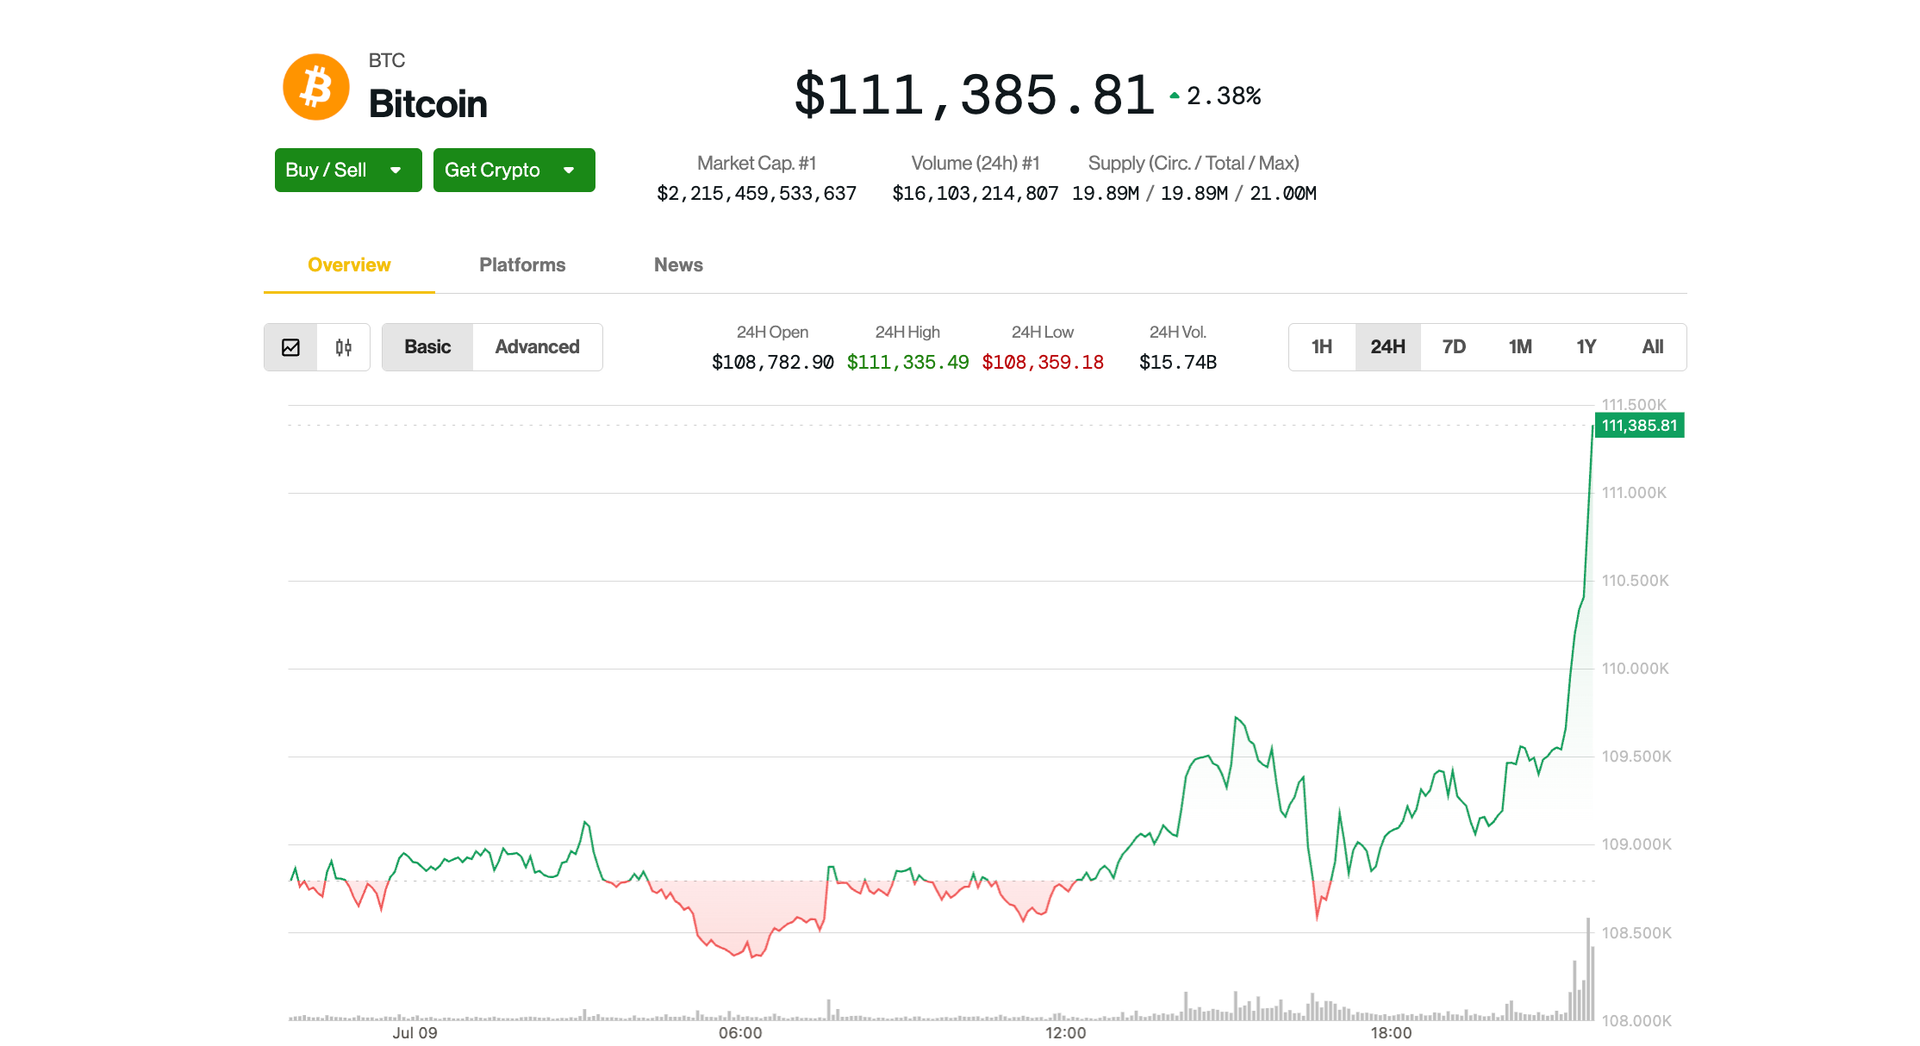 BTC
Bitcoin
$111,385.81 2.38%
Buy / Sell
Get Crypto
Market Cap. #1
$2,215,459,533,637
Volume (24h) #1
$16,103,214,807
Supply (Circ. / Total / Max)
19.89M / 19.89M / 21.00M
Overview
Platforms
News
Basic
Advanced
24H Open
$108,782.90
24H High
$111,335.49
24H Low
$108,359.18
24H Vol.
$15.74B
1H
24H
7D
1M
1Y
All
111.500K
111,385.81
111.000K
110.500K
110.000K
109.500K
109.000K
108.500K
108.000K
Jul 09
06:00
12:00
18:00